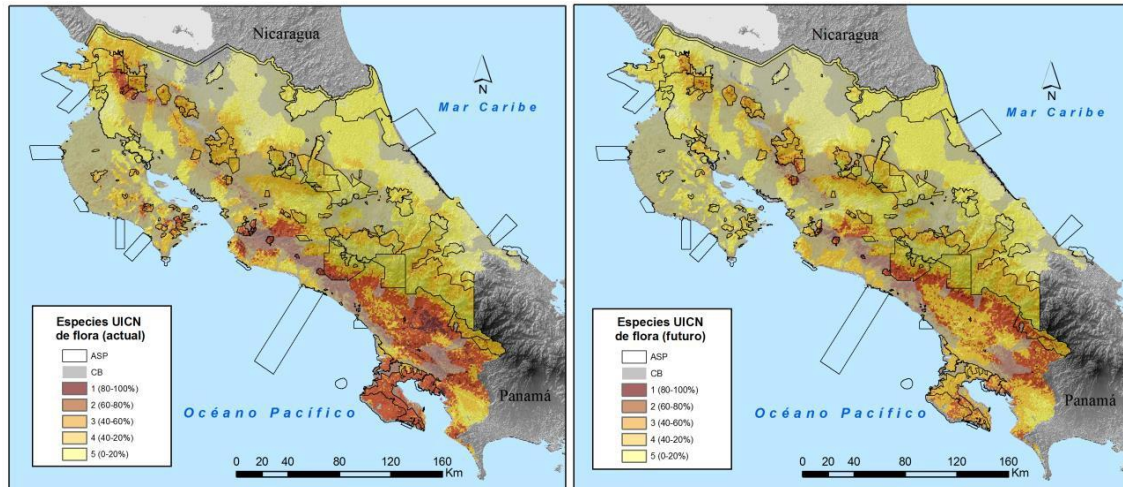 Nicaragua
N
Mar Caribe
Especies UICN
de flora (actual)
ASP
CB
1 (80-100%)
2 (60-80%)
3 (40-60%)
4 (40-20%)
5 (0-20%)
Océano Pacífico
Panamá
0 20 40 80 120 160
Km
Nicaragua
N
Mar Caribe
Especies UICN
de flora (futuro)
ASP
CB
1 (80-100%)
2 (60-80%)
3 (40-60%)
4 (40-20%)
5 (0-20%)
Océano Pacífico
Panamá
0 20 40 80 120 160
Km